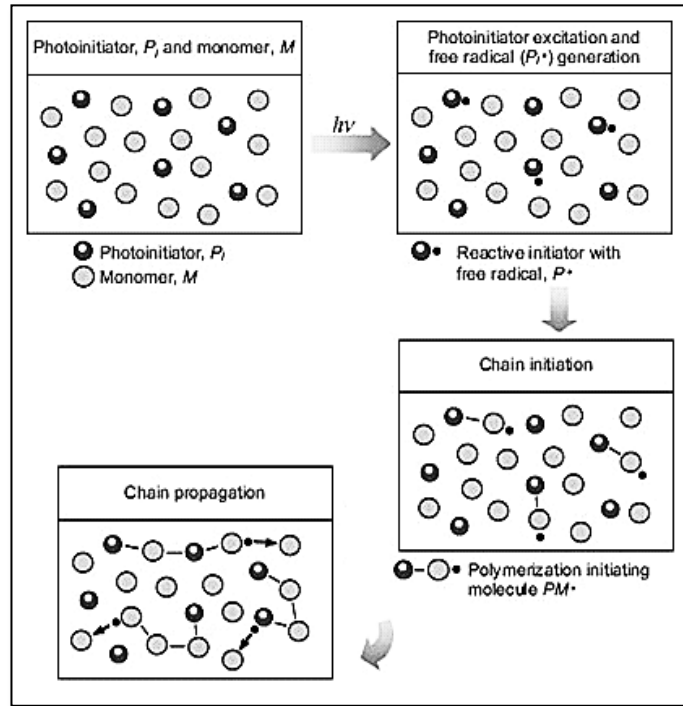 Photoinitiator, Pᵢ and monomer, M
Photoinitiator excitation and
free radical (Pᵢ•) generation
hν
Photoinitiator, Pᵢ
Monomer, M
Reactive initiator with
free radical, P•
Chain initiation
Polymerization initiating
molecule PM•
Chain propagation